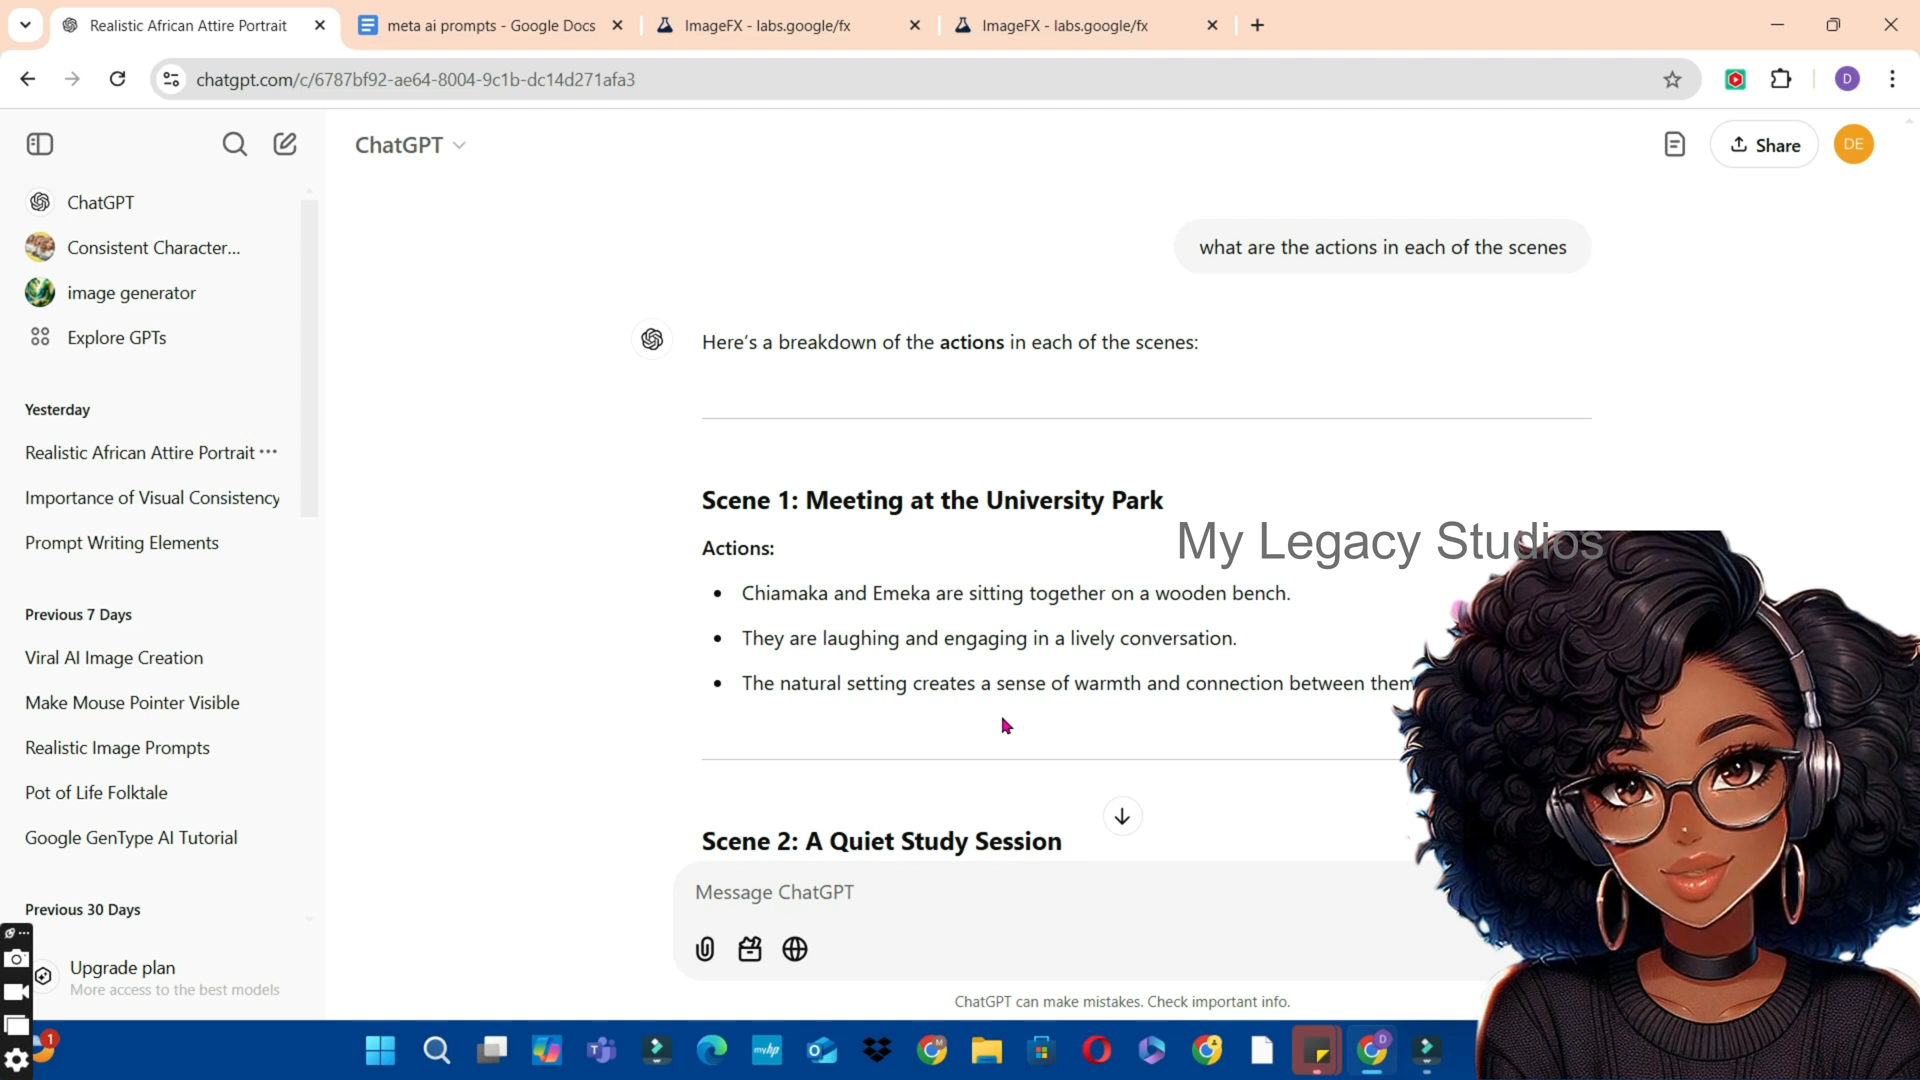 Realistic African Attire Portrait
meta ai prompts - Google Docs
ImageFX - labs.google/fx
ImageFX - labs.google/fx
chatgpt.com/c/6787bf92-ae64-8004-9c1b-dc14d271afa3
D
ChatGPT
Share
DE
ChatGPT
Consistent Character...
image generator
Explore GPTs
Yesterday
Realistic African Attire Portrait
Importance of Visual Consistency
Prompt Writing Elements
Previous 7 Days
Viral AI Image Creation
Make Mouse Pointer Visible
Realistic Image Prompts
Pot of Life Folktale
Google GenType AI Tutorial
Previous 30 Days
Upgrade plan
More access to the best models
what are the actions in each of the scenes
Here's a breakdown of the actions in each of the scenes:
Scene 1: Meeting at the University Park
My Legacy Studios
Actions:
• Chiamaka and Emeka are sitting together on a wooden bench.
• They are laughing and engaging in a lively conversation.
• The natural setting creates a sense of warmth and connection between them
Scene 2: A Quiet Study Session
Message ChatGPT
ChatGPT can make mistakes. Check important info.
1
myhp
M
D